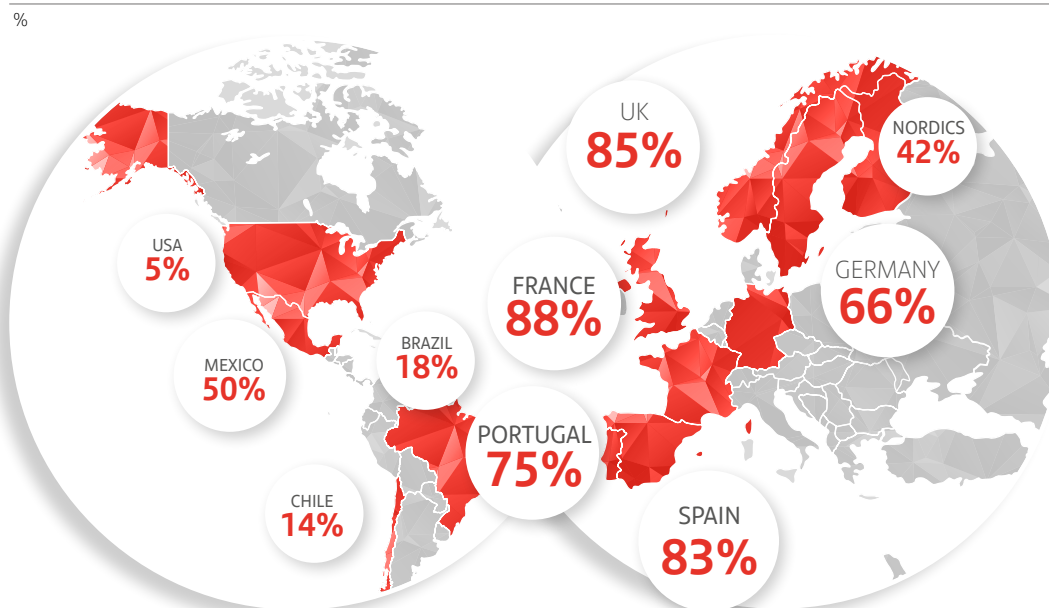 %
UK
85%
NORDICS
42%
USA
5%
FRANCE
88%
GERMANY
66%
MEXICO
50%
BRAZIL
18%
PORTUGAL
75%
CHILE
14%
SPAIN
83%